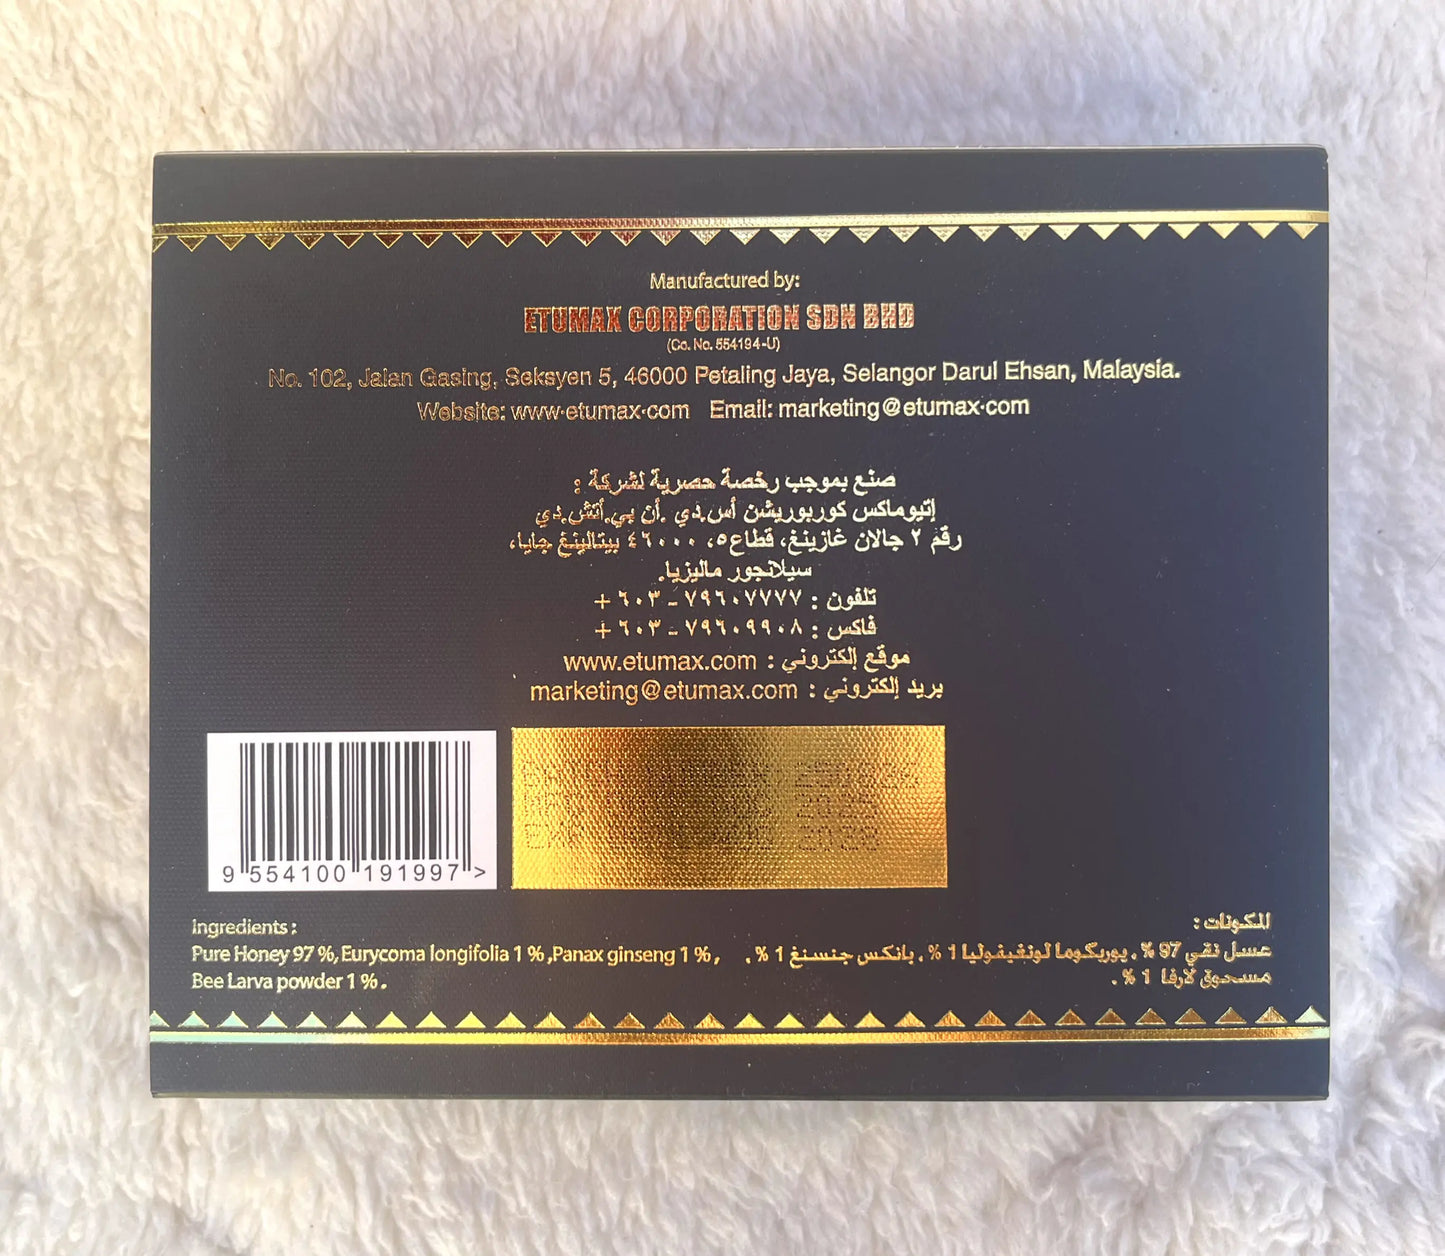 Manufactured by:
ETUMAX CORPORATION SDN BHD
(Co. No. 554194-U)
No. 102, Jalan Gasing, Seksyen 5, 46000 Petaling Jaya, Selangor Darul Ehsan, Malaysia.
Website: www.etumax.com Email: marketing@etumax.com
صنع بموجب رخصة حصرية لشركة :
إتيوماكس كوربوريشن أس.دي .أن بي.أتش.دي
رقم ٢ جالان غازينغ، قطاع٥، ٤٦٠٠٠ بيتالينغ جايا،
سيلانجور ماليزيا.
تلفون : ٧٩٦٠٧٧٧٧ - ٦٠٣ +
فاكس : ٧٩٦٠٩٩٠٨ - ٦٠٣ +
موقع إلكتروني : www.etumax.com
بريد إلكتروني : marketing@etumax.com
EXP 2028
9 554100 191997 >
Ingredients :
Pure Honey 97 %, Eurycoma longifolia 1 % ,Panax ginseng 1 % ,
Bee Larva powder 1 % .
المكونات :
عسل نقي 97 % ، يوريكوما لونغيفوليا 1 % ، بانكس جنسنغ 1 % ،
مسحوق لارفا 1 % .